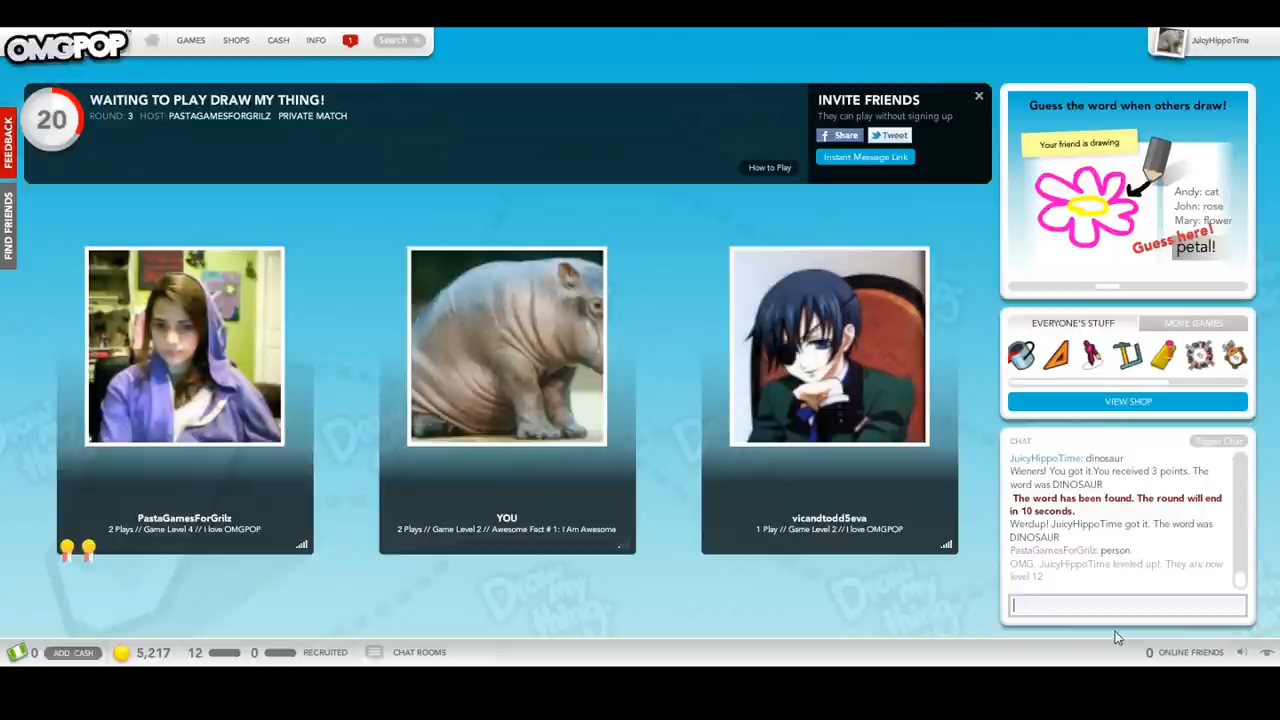 OMGPOP
GAMES SHOPS CASH INFO 1 Search
JuicyHippoTime
FEEDBACK
FIND FRIENDS
20
WAITING TO PLAY DRAW MY THING!
ROUND: 3 HOST: PASTAGAMESFORGRILZ PRIVATE MATCH
How to Play
INVITE FRIENDS
They can play without signing up
Share Tweet
Instant Message Link
Guess the word when others draw!
Your friend is drawing
Andy: cat
John: rose
Mary: flower
Guess here!
petal!
EVERYONE'S STUFF MORE GAMES
VIEW SHOP
PastaGamesForGrilz
2 Plays // Game Level 4 // I love OMGPOP
YOU
2 Plays // Game Level 2 // Awesome Fact # 1: I Am Awesome
vicandtodd5eva
1 Play // Game Level 2 // I love OMGPOP
CHAT Bigger Chat
JuicyHippoTime: dinosaur
Wieners! You got it.You received 3 points. The
word was DINOSAUR
The word has been found. The round will end
in 10 seconds.
Werdup! JuicyHippoTime got it. The word was
DINOSAUR
PastaGamesForGrilz: person
OMG. JuicyHippoTime leveled up!. They are now
level 12
0 ADD CASH 5,217 12 0 RECRUITED CHAT ROOMS 0 ONLINE FRIENDS